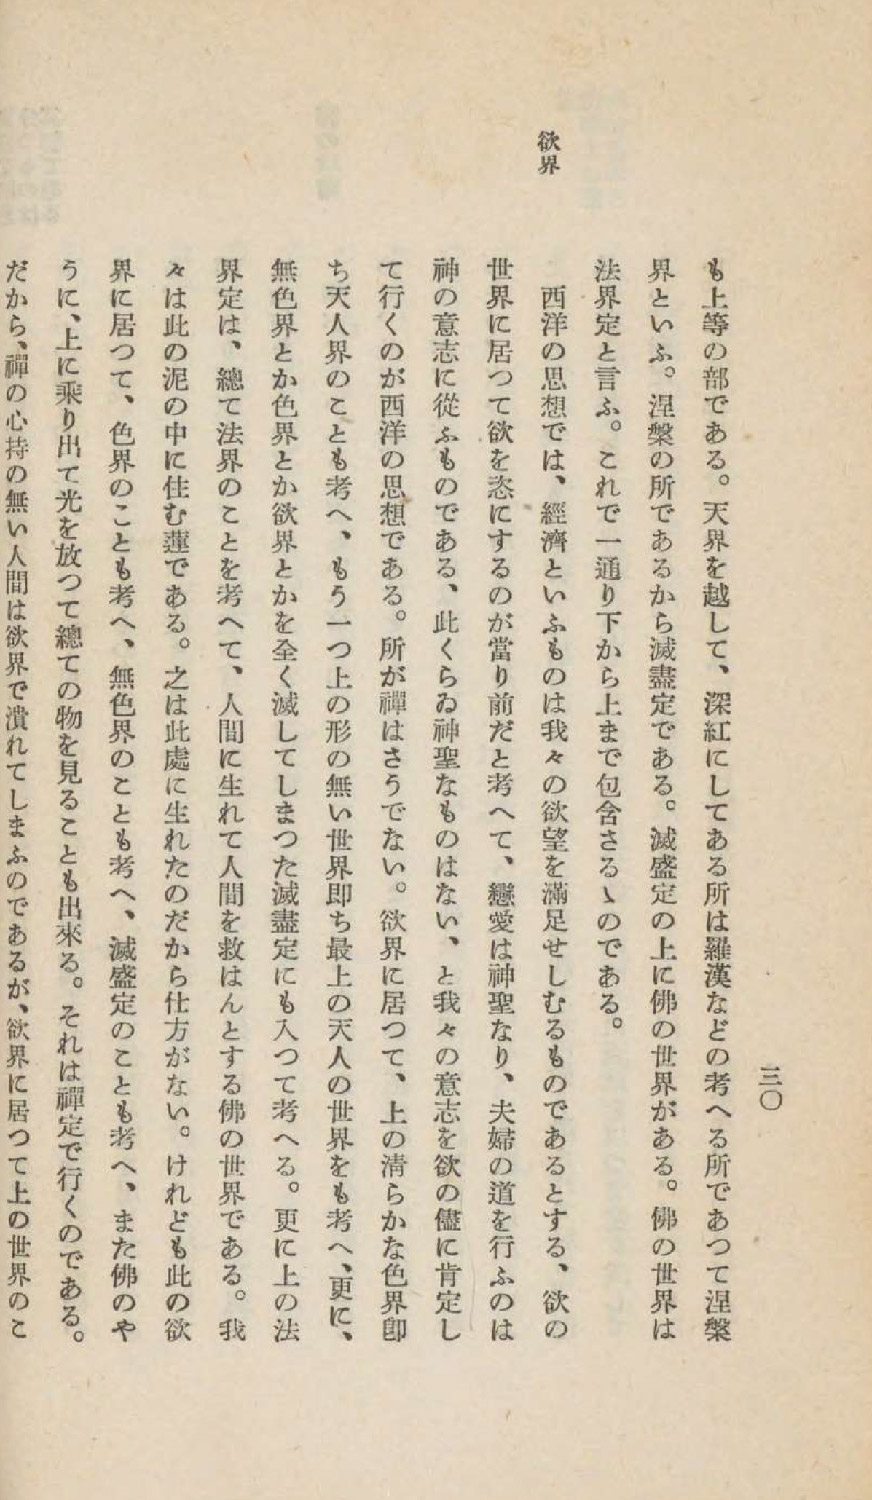 三〇
欲界
も上等の部である。天界を越して、深紅にしてある所は羅漢などの考へる所であつて涅槃
界といふ。涅槃の所であるから滅盡定である。滅盛定の上に佛の世界がある。佛の世界は
法界定と言ふ。これで一通り下から上まで包含さるゝのである。
西洋の思想では、經濟といふものは我々の欲望を滿足せしむるものであるとする、欲の
世界に居つて欲を恣にするのが當り前だと考へて、戀愛は神聖なり、夫婦の道を行ふのは
神の意志に從ふものである、此くらゐ神聖なものはない、と我々の意志を欲の儘に肯定し
て行くのが西洋の思想である。所が禪はさうでない。欲界に居つて、上の清らかな色界卽
ち天人界のことも考へ、もう一つ上の形の無い世界卽ち最上の天人の世界をも考へ、更に、
無色界とか色界とか欲界とかを全く滅してしまつた滅盡定にも入つて考へる。更に上の法
界定は、總て法界のことを考へて、人間に生れて人間を救はんとする佛の世界である。我
々は此の泥の中に住む蓮である。之は此處に生れたのだから仕方がない。けれども此の欲
界に居つて、色界のことも考へ、無色界のことも考へ、滅盛定のことも考へ、また佛のや
うに、上に乘り出て光を放つて總ての物を見ることも出來る。それは禪定で行くのである。
だから、禪の心持の無い人間は欲界で潰れてしまふのであるが、欲界に居つて上の世界のこ